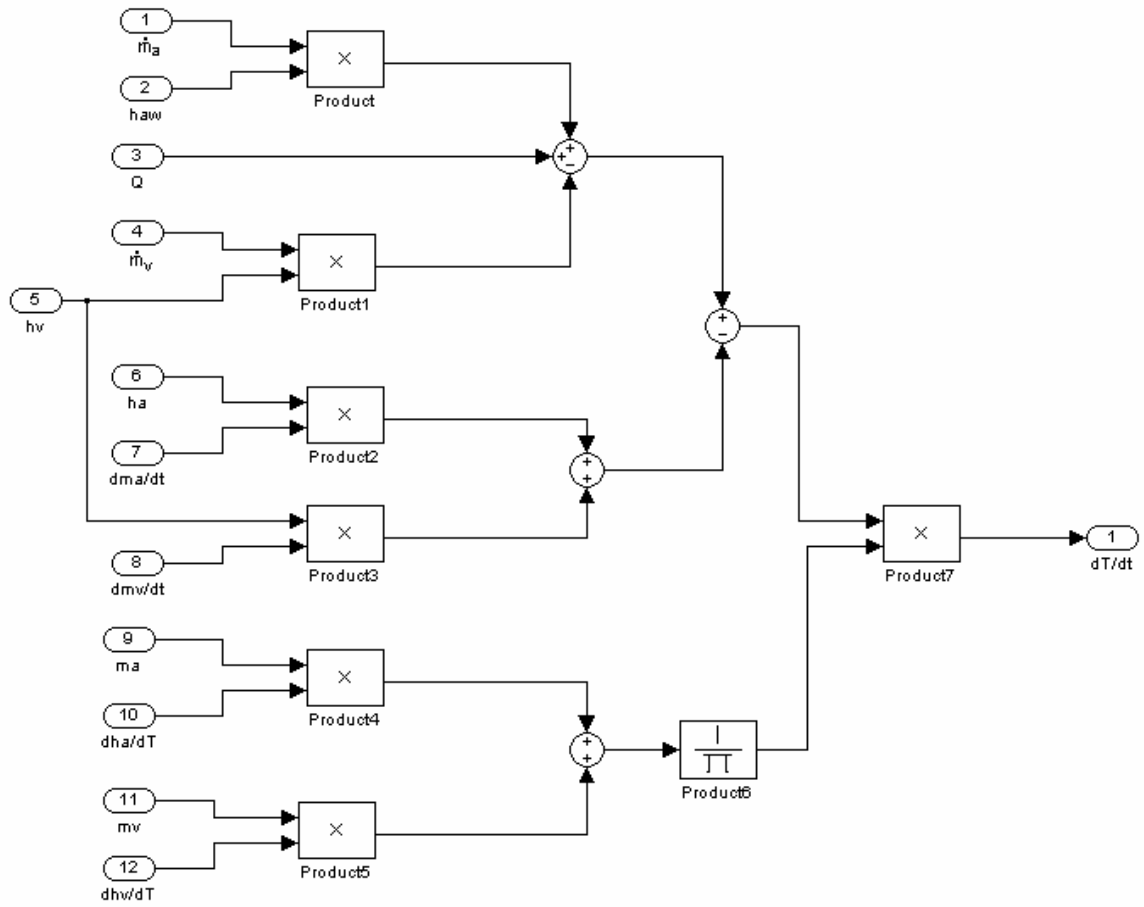 1
ṁa
2
haw
×
Product
3
Q
+
+
−
4
ṁv
×
Product1
5
hv
+
−
6
ha
7
dma/dt
×
Product2
+
+
8
dmv/dt
×
Product3
×
Product7
1
dT/dt
9
ma
10
dha/dT
×
Product4
+
+
1
∏
Product6
11
mv
12
dhv/dT
×
Product5